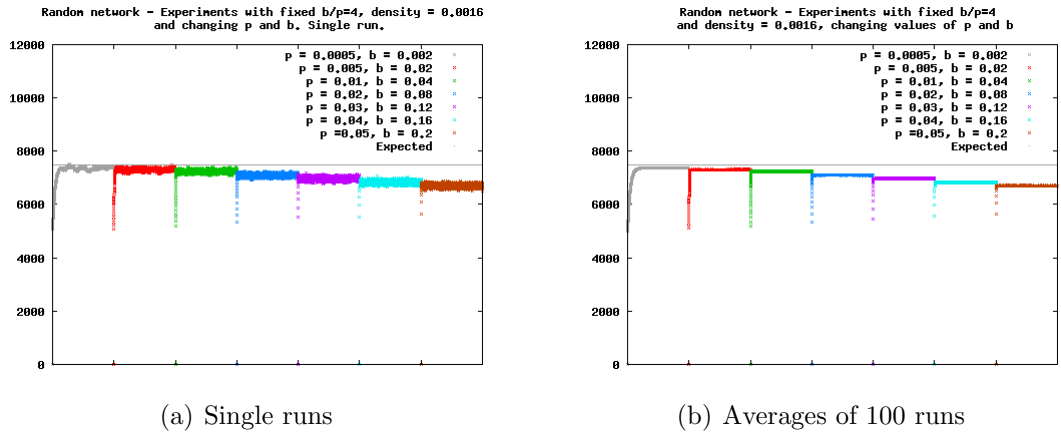 Random network - Experiments with fixed b/p=4, density = 0.0016
and changing p and b. Single run.
12000
10000
8000
6000
4000
2000
0
p = 0.0005, b = 0.002
p = 0.005, b = 0.02
p = 0.01, b = 0.04
p = 0.02, b = 0.08
p = 0.03, b = 0.12
p = 0.04, b = 0.16
p =0.05, b = 0.2
Expected
(a) Single runs
Random network - Experiments with fixed b/p=4
and density = 0.0016, changing values of p and b
12000
10000
8000
6000
4000
2000
0
p = 0.0005, b = 0.002
p = 0.005, b = 0.02
p = 0.01, b = 0.04
p = 0.02, b = 0.08
p = 0.03, b = 0.12
p = 0.04, b = 0.16
p =0.05, b = 0.2
Expected
(b) Averages of 100 runs